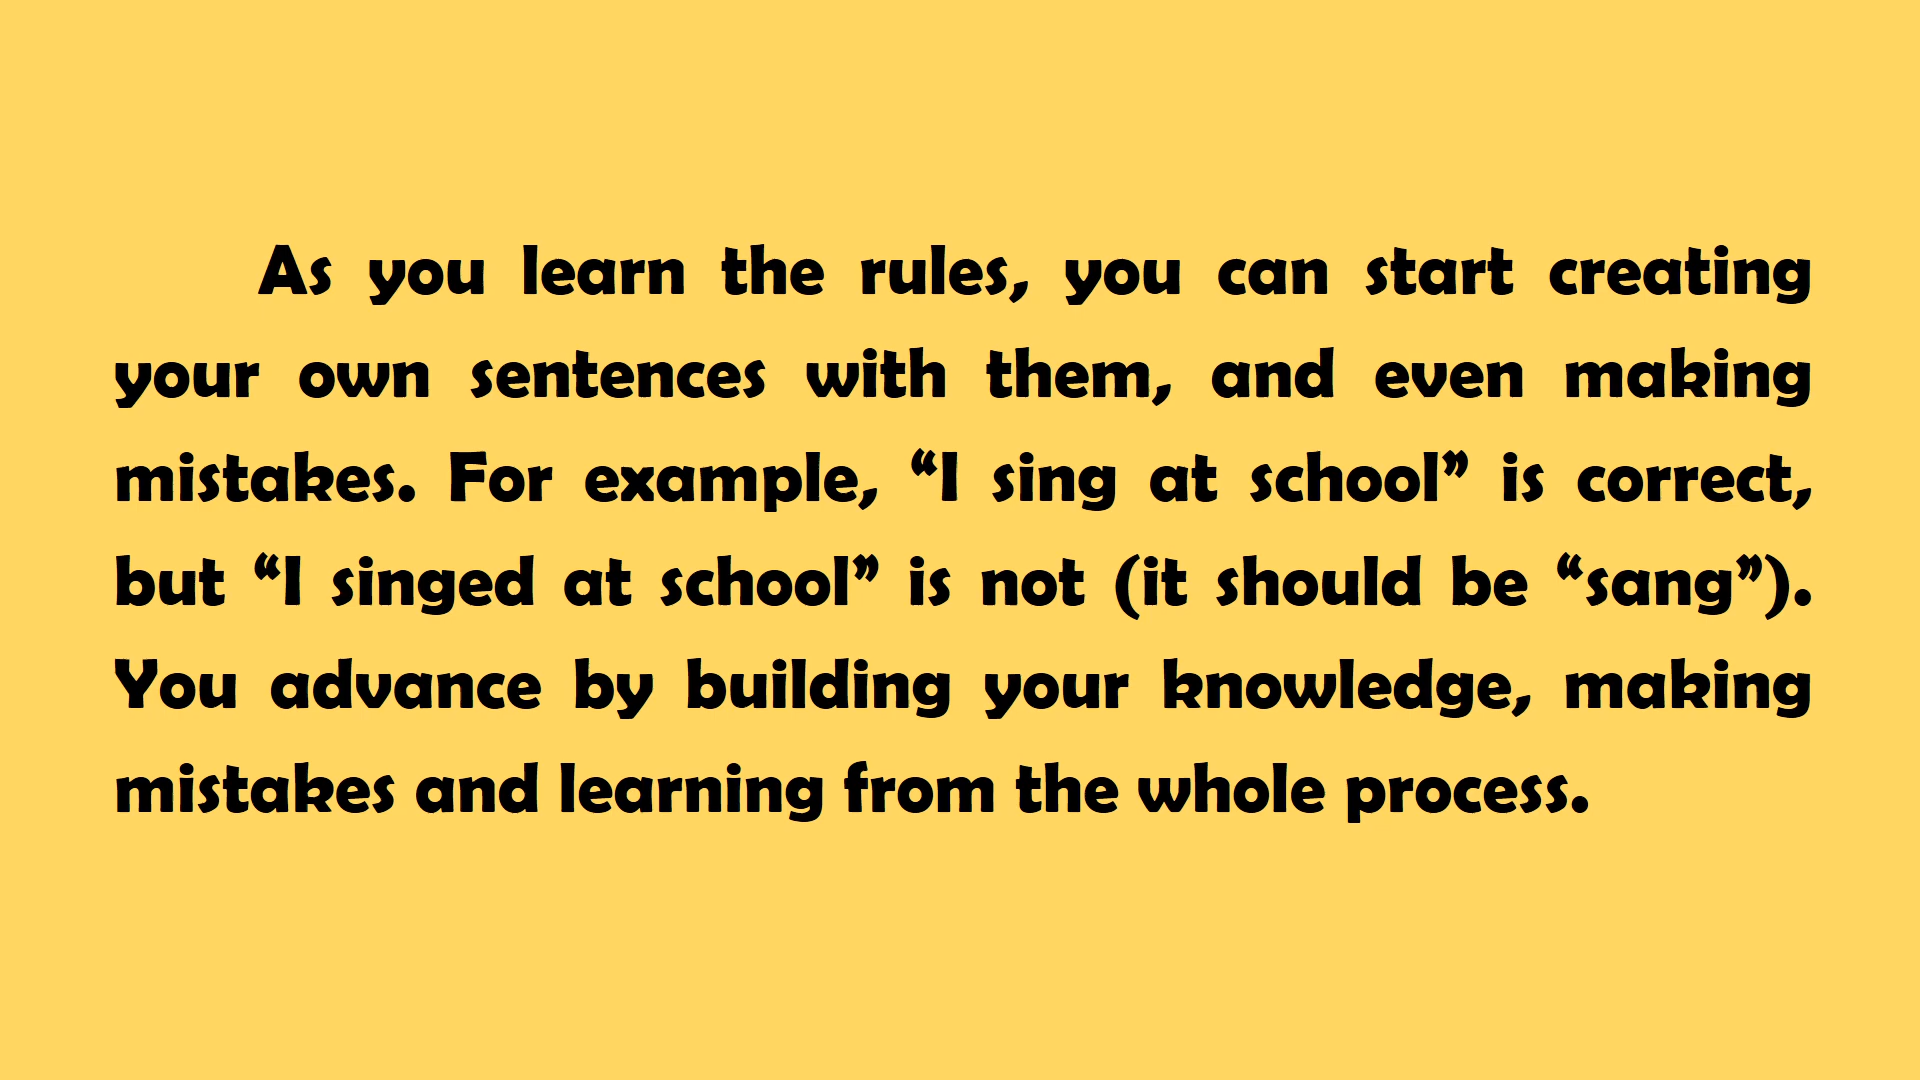 As you learn the rules, you can start creating
your own sentences with them, and even making
mistakes. For example, “I sing at school” is correct,
but “I singed at school” is not (it should be “sang”).
You advance by building your knowledge, making
mistakes and learning from the whole process.